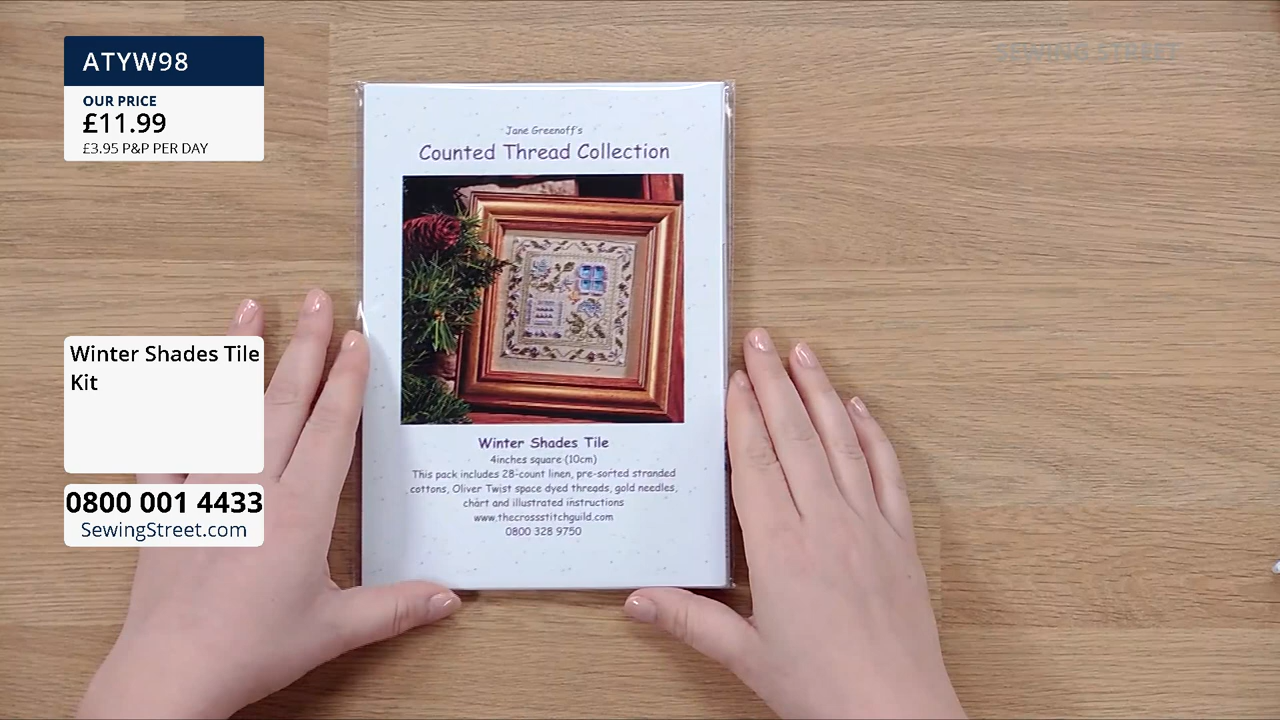 ATYW98
OUR PRICE
£11.99
£3.95 P&P PER DAY
Winter Shades Tile
Kit
0800 001 4433
SewingStreet.com
SEWING STREET
Jane Greenoff's
Counted Thread Collection
Winter Shades Tile
4inches square (10cm)
This pack includes 28-count linen, pre-sorted stranded
cottons, Oliver Twist space dyed threads, gold needles,
chart and illustrated instructions
www.thecrossstitchguild.com
0800 328 9750